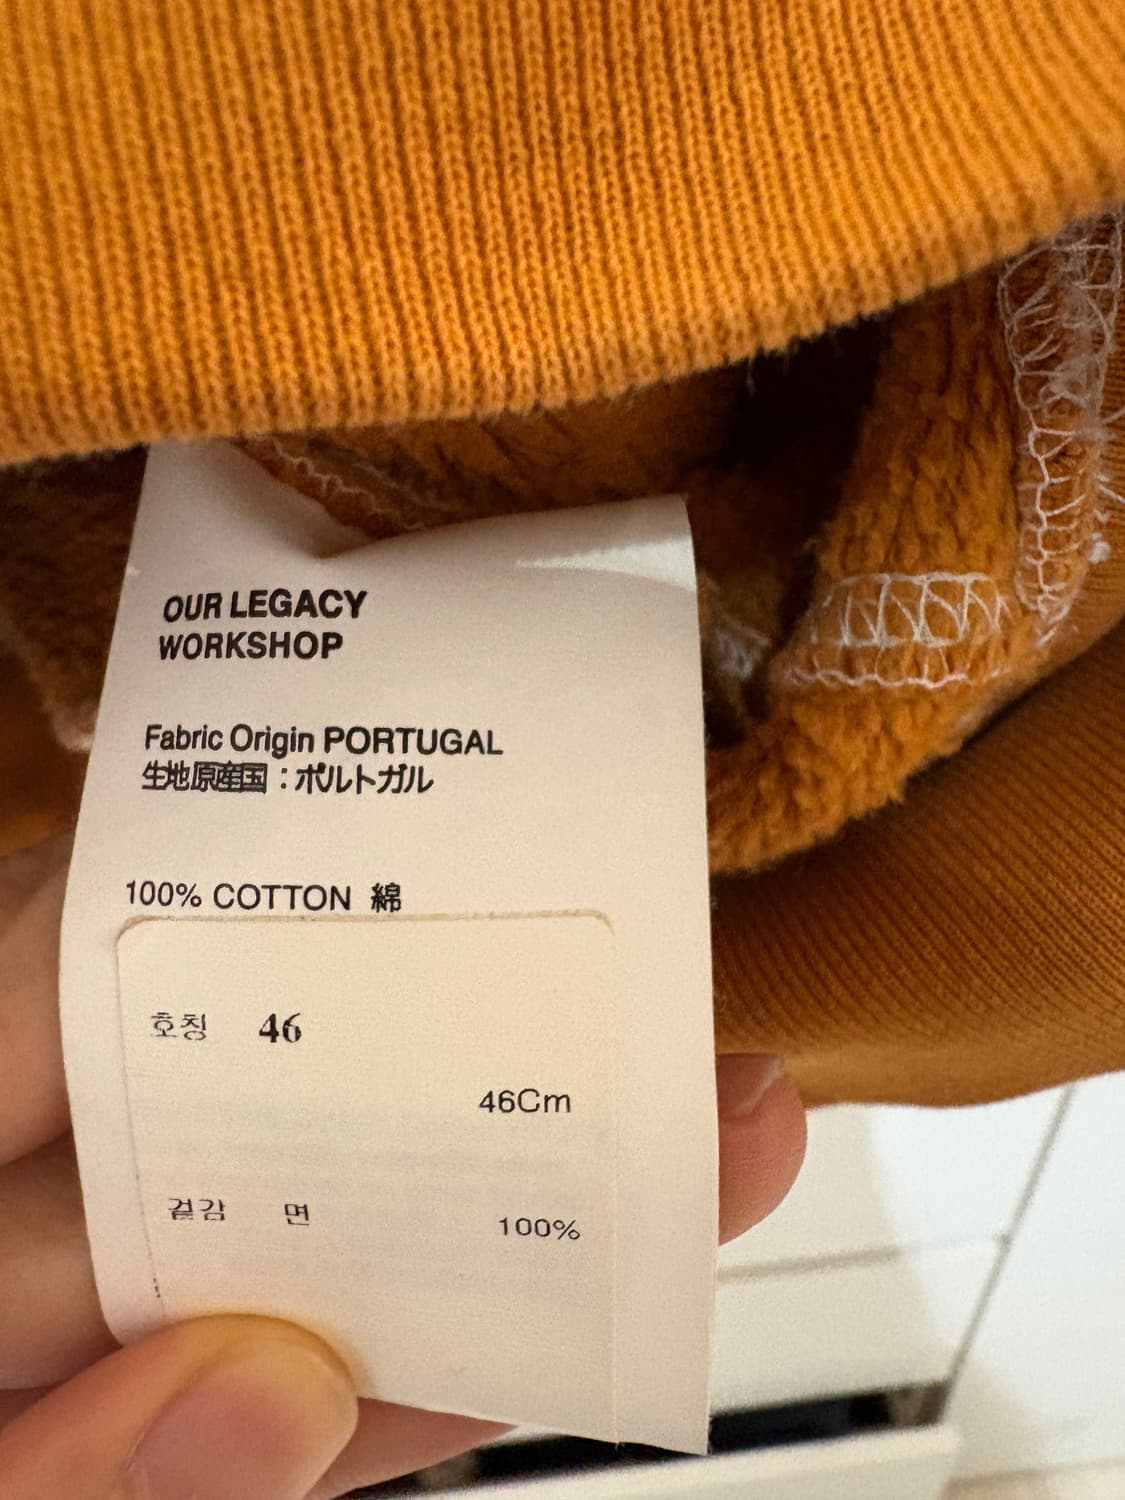 OUR LEGACY
WORKSHOP
Fabric Origin PORTUGAL
生地原産国：ポルトガル
100% COTTON 綿
호칭 46
46Cm
겉감 면 100%